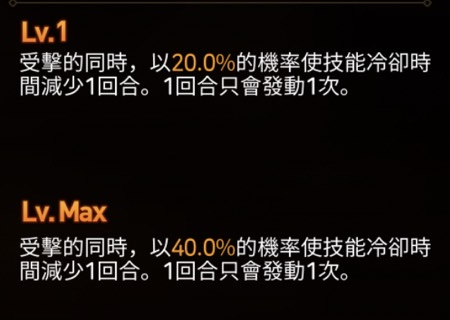 Lv.1
受擊的同時，以20.0%的機率使技能冷卻時
間減少1回合。1回合只會發動1次。
Lv. Max
受擊的同時，以40.0%的機率使技能冷卻時
間減少1回合。1回合只會發動1次。